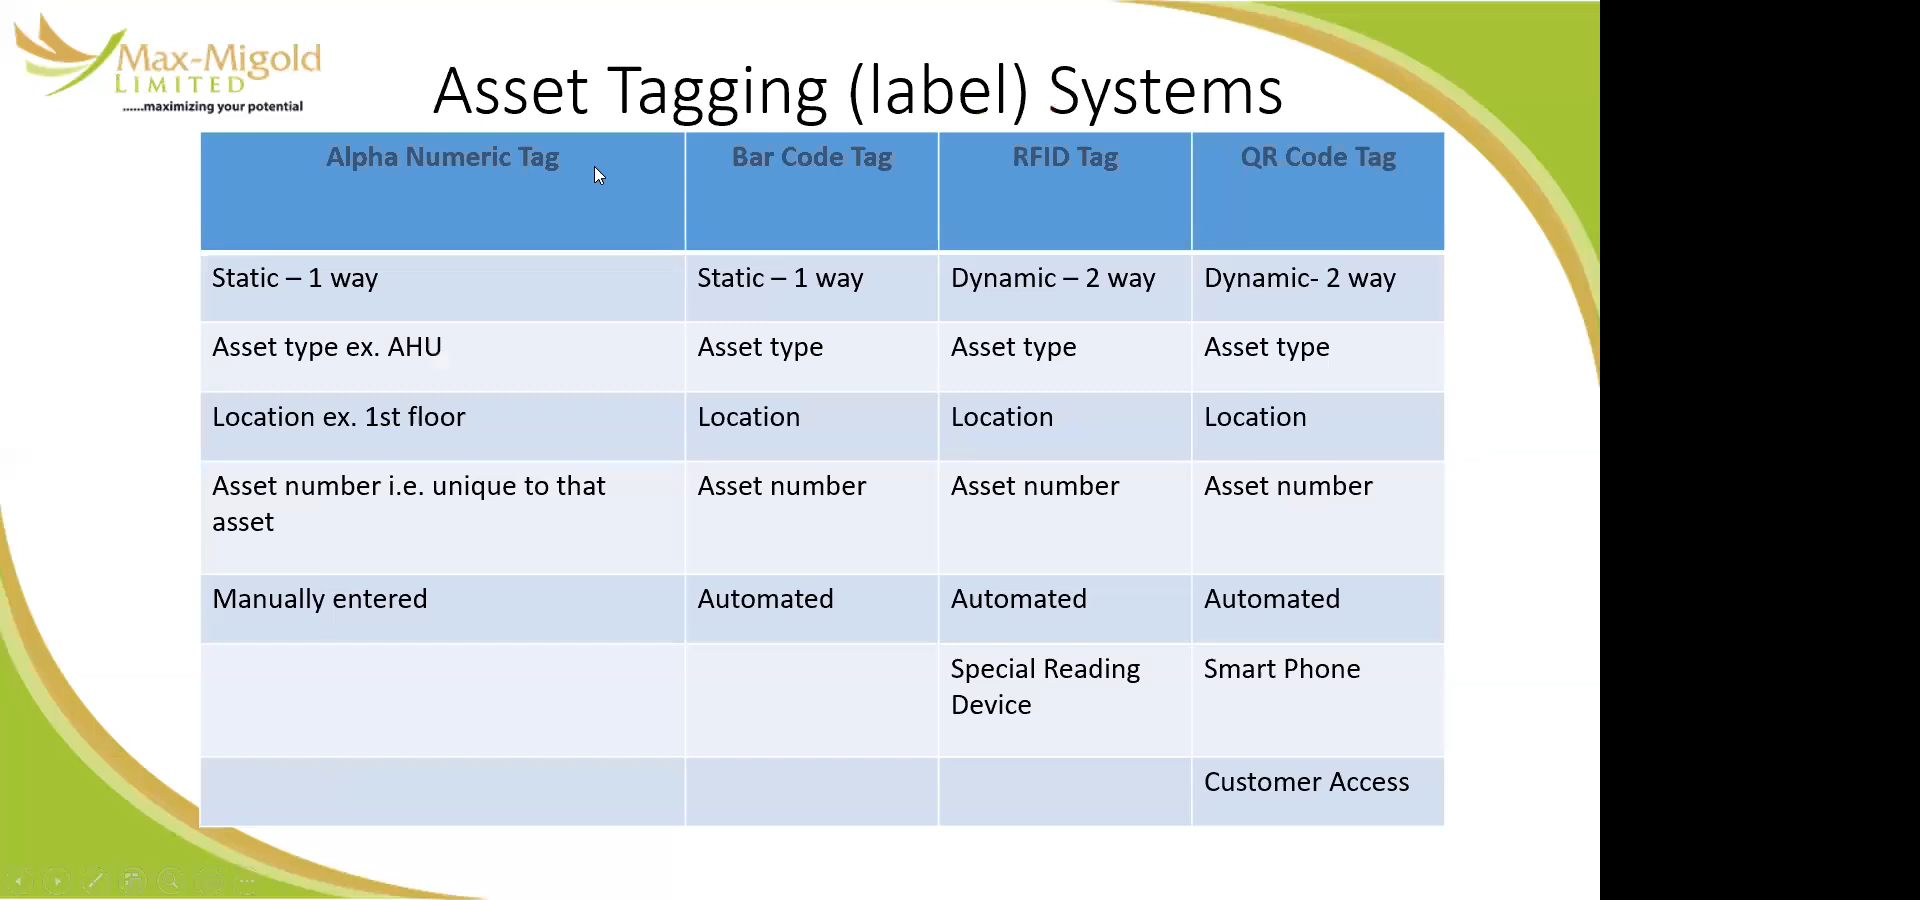 Max-Migold
LIMITED
......maximizing your potential
Asset Tagging (label) Systems
Alpha Numeric Tag	Bar Code Tag	RFID Tag	QR Code Tag
Static – 1 way	Static – 1 way	Dynamic – 2 way	Dynamic- 2 way
Asset type ex. AHU	Asset type	Asset type	Asset type
Location ex. 1st floor	Location	Location	Location
Asset number i.e. unique to that	Asset number	Asset number	Asset number
asset
Manually entered	Automated	Automated	Automated
Special Reading	Smart Phone
Device
Customer Access